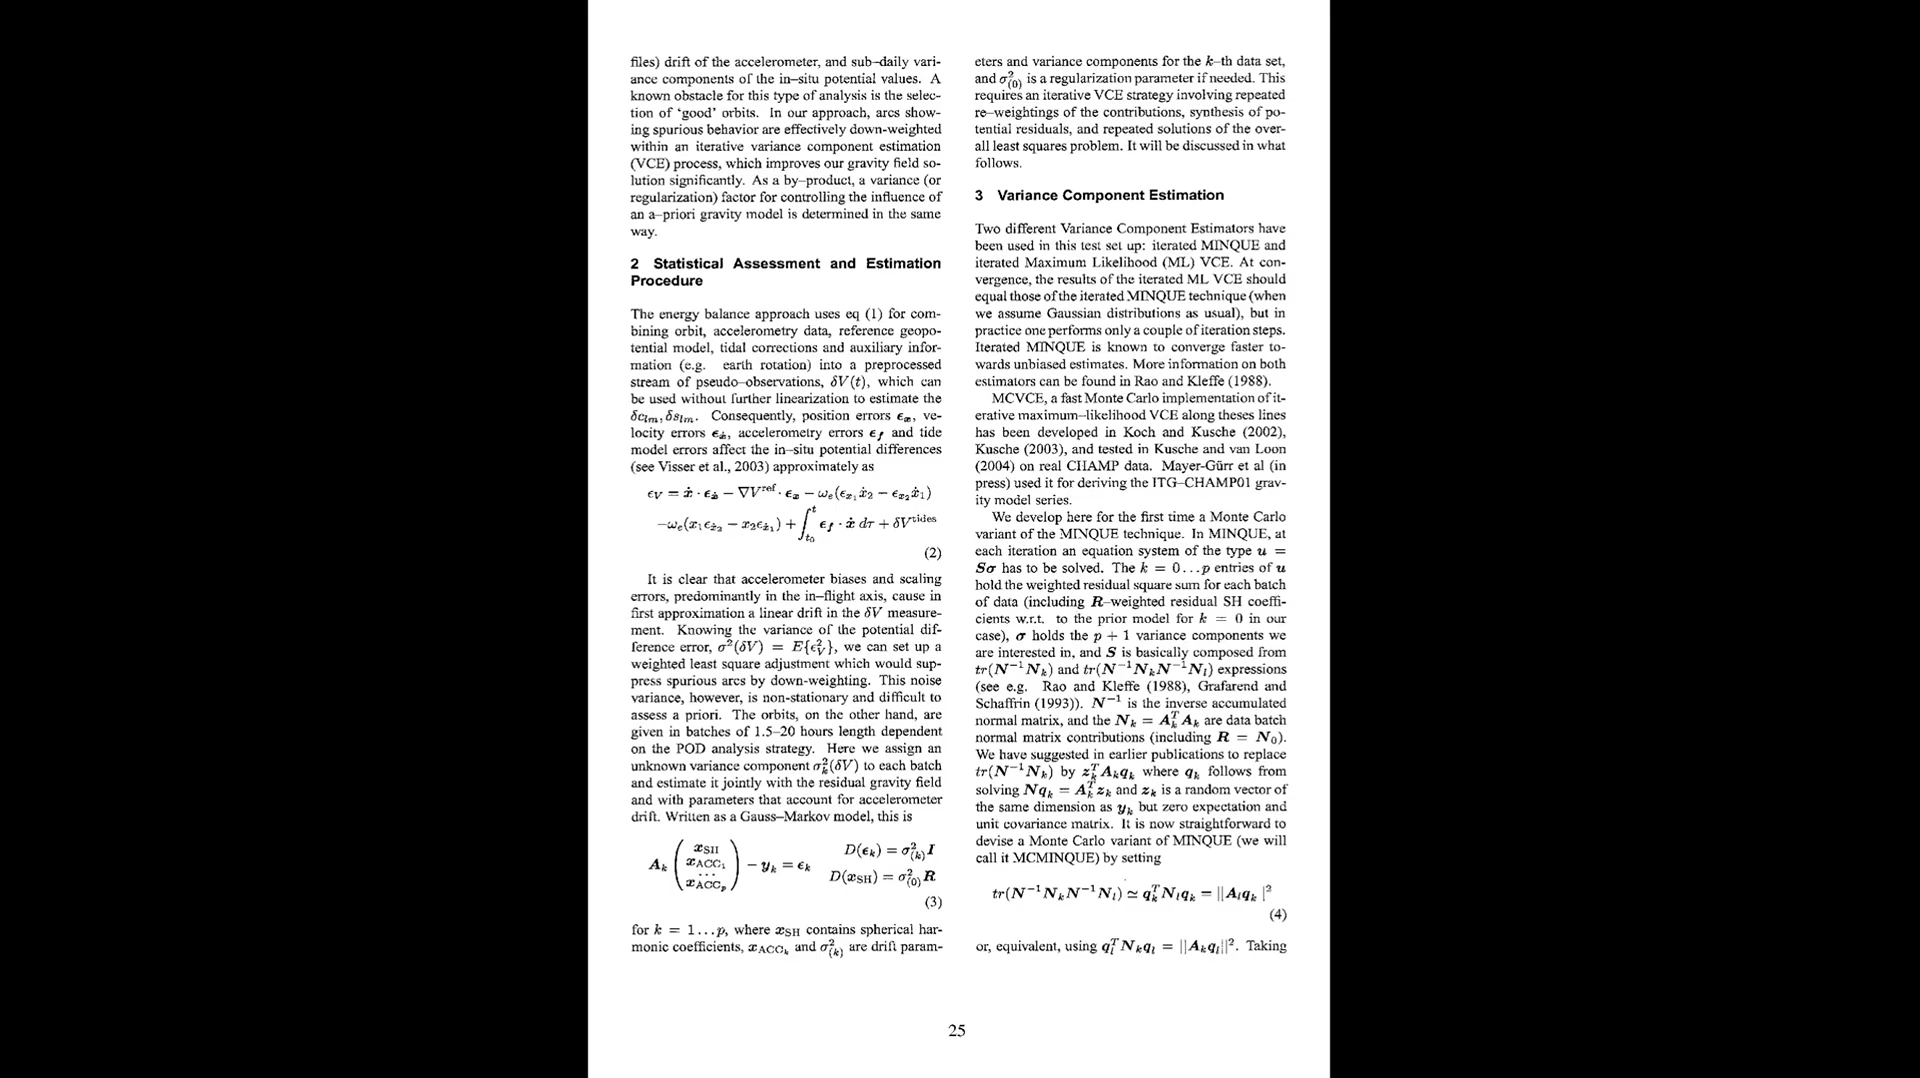 files) drift of the accelerometer, and sub–daily vari-
ance components of the in–situ potential values. A
known obstacle for this type of analysis is the selec-
tion of 'good' orbits. In our approach, arcs show-
ing spurious behavior are effectively down-weighted
within an iterative variance component estimation
(VCE) process, which improves our gravity field so-
lution significantly. As a by–product, a variance (or
regularization) factor for controlling the influence of
an a–priori gravity model is determined in the same
way.
2 Statistical Assessment and Estimation
Procedure
The energy balance approach uses eq (1) for com-
bining orbit, accelerometry data, reference geopo-
tential model, tidal corrections and auxiliary infor-
mation (e.g. earth rotation) into a preprocessed
stream of pseudo–observations, δV(t), which can
be used without further linearization to estimate the
δc_lm, δs_lm. Consequently, position errors ϵ_x, ve-
locity errors ϵ_ẋ, accelerometry errors ϵ_f and tide
model errors affect the in–situ potential differences
(see Visser et al., 2003) approximately as
ϵ_V = ẋ · ϵ_ẋ − ∇V^ref · ϵ_x − ω_e(ϵ_x₁ẋ₂ − ϵ_x₂ẋ₁)
−ω_e(x₁ϵ_ẋ₂ − x₂ϵ_ẋ₁) + ∫_t₀^t ϵ_f · ẋ dτ + δV^tides
(2)
It is clear that accelerometer biases and scaling
errors, predominantly in the in–flight axis, cause in
first approximation a linear drift in the δV measure-
ment. Knowing the variance of the potential dif-
ference error, σ²(δV) = E{ϵ²_V}, we can set up a
weighted least square adjustment which would sup-
press spurious arcs by down-weighting. This noise
variance, however, is non-stationary and difficult to
assess a priori. The orbits, on the other hand, are
given in batches of 1.5–20 hours length dependent
on the POD analysis strategy. Here we assign an
unknown variance component σ²_k(δV) to each batch
and estimate it jointly with the residual gravity field
and with parameters that account for accelerometer
drift. Written as a Gauss–Markov model, this is
A_k ( x_SH x_ACC₁ ... x_ACC_p ) − y_k = ϵ_k D(ϵ_k) = σ²_(k) I
D(x_SH) = σ²_(0) R
(3)
for k = 1...p, where x_SH contains spherical har-
monic coefficients, x_ACC_k and σ²_(k) are drift param-
eters and variance components for the k–th data set,
and σ²_(0) is a regularization parameter if needed. This
requires an iterative VCE strategy involving repeated
re–weightings of the contributions, synthesis of po-
tential residuals, and repeated solutions of the over-
all least squares problem. It will be discussed in what
follows.
3 Variance Component Estimation
Two different Variance Component Estimators have
been used in this test set up: iterated MINQUE and
iterated Maximum Likelihood (ML) VCE. At con-
vergence, the results of the iterated ML VCE should
equal those of the iterated MINQUE technique (when
we assume Gaussian distributions as usual), but in
practice one performs only a couple of iteration steps.
Iterated MINQUE is known to converge faster to-
wards unbiased estimates. More information on both
estimators can be found in Rao and Kleffe (1988).
MCVCE, a fast Monte Carlo implementation of it-
erative maximum–likelihood VCE along theses lines
has been developed in Koch and Kusche (2002),
Kusche (2003), and tested in Kusche and van Loon
(2004) on real CHAMP data. Mayer-Gürr et al (in
press) used it for deriving the ITG–CHAMP01 grav-
ity model series.
We develop here for the first time a Monte Carlo
variant of the MINQUE technique. In MINQUE, at
each iteration an equation system of the type u =
Sσ has to be solved. The k = 0...p entries of u
hold the weighted residual square sum for each batch
of data (including R–weighted residual SH coeffi-
cients w.r.t. to the prior model for k = 0 in our
case), σ holds the p + 1 variance components we
are interested in, and S is basically composed from
tr(N⁻¹N_k) and tr(N⁻¹N_kN⁻¹N_l) expressions
(see e.g. Rao and Kleffe (1988), Grafarend and
Schaffrin (1993)). N⁻¹ is the inverse accumulated
normal matrix, and the N_k = A_k^T A_k are data batch
normal matrix contributions (including R = N₀).
We have suggested in earlier publications to replace
tr(N⁻¹N_k) by z_k^T A_k q_k where q_k follows from
solving Nq_k = A_k^T z_k and z_k is a random vector of
the same dimension as y_k but zero expectation and
unit covariance matrix. It is now straightforward to
devise a Monte Carlo variant of MINQUE (we will
call it MCMINQUE) by setting
tr(N⁻¹N_kN⁻¹N_l) ≃ q_k^T N_l q_k = ||A_l q_k |²
(4)
or, equivalent, using q_l^T N_k q_l = ||A_k q_l||². Taking
25